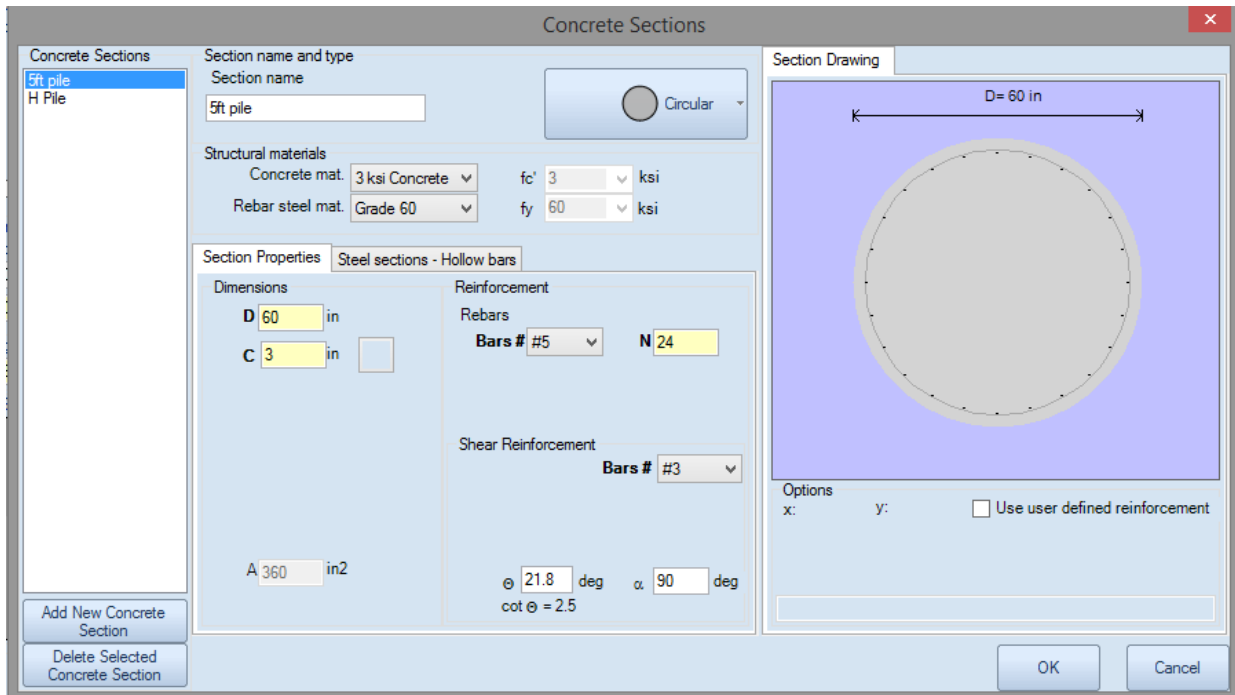 Concrete Sections
Concrete Sections
5ft pile
H Pile
Add New Concrete
Section
Delete Selected
Concrete Section
Section name and type
Section name
5ft pile
Circular
Structural materials
Concrete mat. 3 ksi Concrete fc' 3 ksi
Rebar steel mat. Grade 60 fy 60 ksi
Section Properties Steel sections - Hollow bars
Dimensions
D 60 in
C 3 in
A 360 in2
Reinforcement
Rebars
Bars # #5 N 24
Shear Reinforcement
Bars # #3
Θ 21.8 deg α 90 deg
cot Θ = 2.5
Section Drawing
D= 60 in
Options
x: y: Use user defined reinforcement
OK Cancel